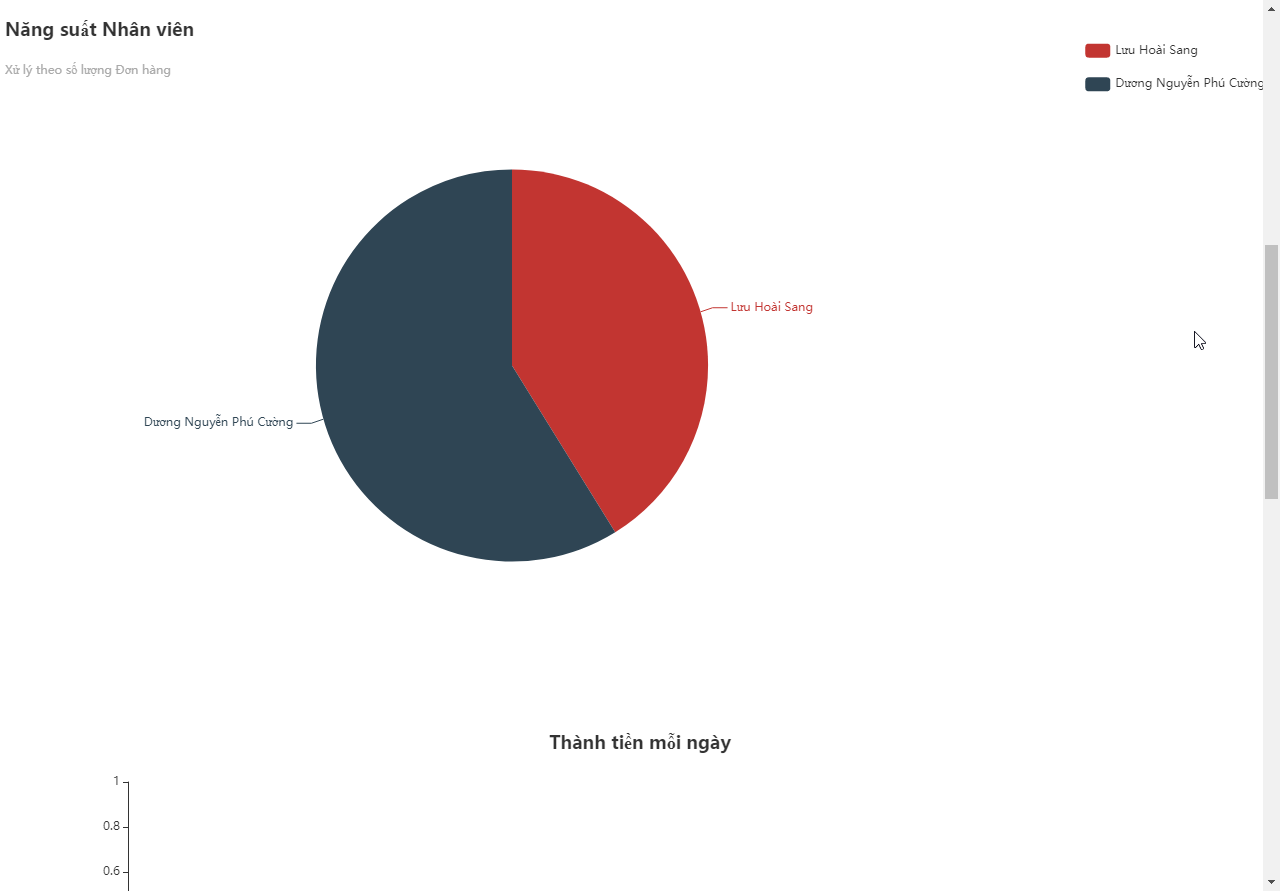 Năng suất Nhân viên
Xử lý theo số lượng Đơn hàng
Lưu Hoài Sang
Dương Nguyễn Phú Cường
Lưu Hoài Sang
Dương Nguyễn Phú Cường
Thành tiền mỗi ngày
1
0.8
0.6